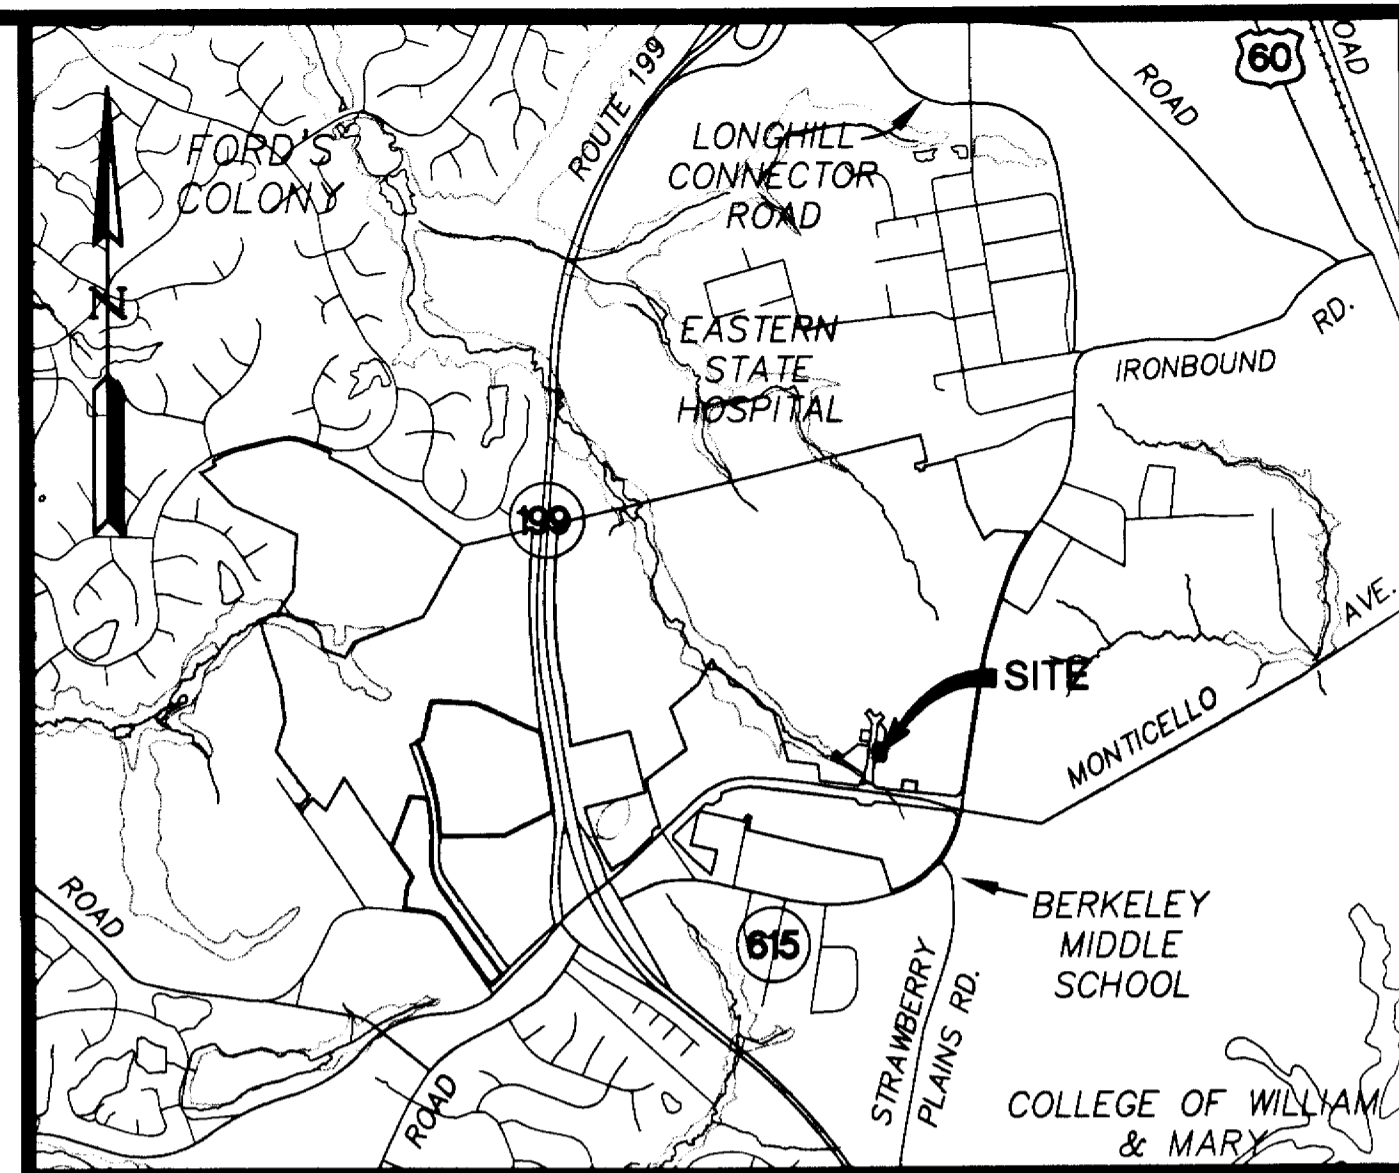 60
ROAD
ROAD
ROUTE 199
FORD'S
COLONY
LONGHILL
CONNECTOR
ROAD
N
EASTERN
STATE
HOSPITAL
IRONBOUND
RD.
199
SITE
MONTICELLO
AVE.
ROAD
615
BERKELEY
MIDDLE
SCHOOL
STRAWBERRY
PLAINS RD.
ROAD
COLLEGE OF WILLIAM
& MARY